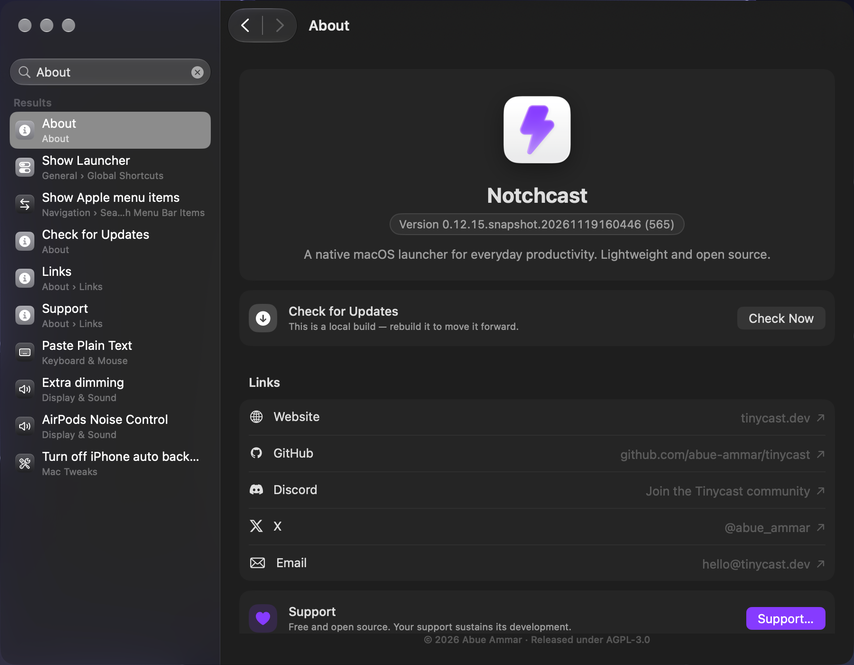 About
About
Results
About
About
Show Launcher
General › Global Shortcuts
Show Apple menu items
Navigation › Sea...h Menu Bar Items
Check for Updates
About
Links
About › Links
Support
About › Links
Paste Plain Text
Keyboard & Mouse
Extra dimming
Display & Sound
AirPods Noise Control
Display & Sound
Turn off iPhone auto back...
Mac Tweaks
Notchcast
Version 0.12.15.snapshot.20261119160446 (565)
A native macOS launcher for everyday productivity. Lightweight and open source.
Check for Updates
This is a local build — rebuild it to move it forward.
Check Now
Links
Website
tinycast.dev ↗
GitHub
github.com/abue-ammar/tinycast ↗
Discord
Join the Tinycast community ↗
X
@abue_ammar ↗
Email
hello@tinycast.dev ↗
Support
Free and open source. Your support sustains its development.
Support...
© 2026 Abue Ammar · Released under AGPL-3.0